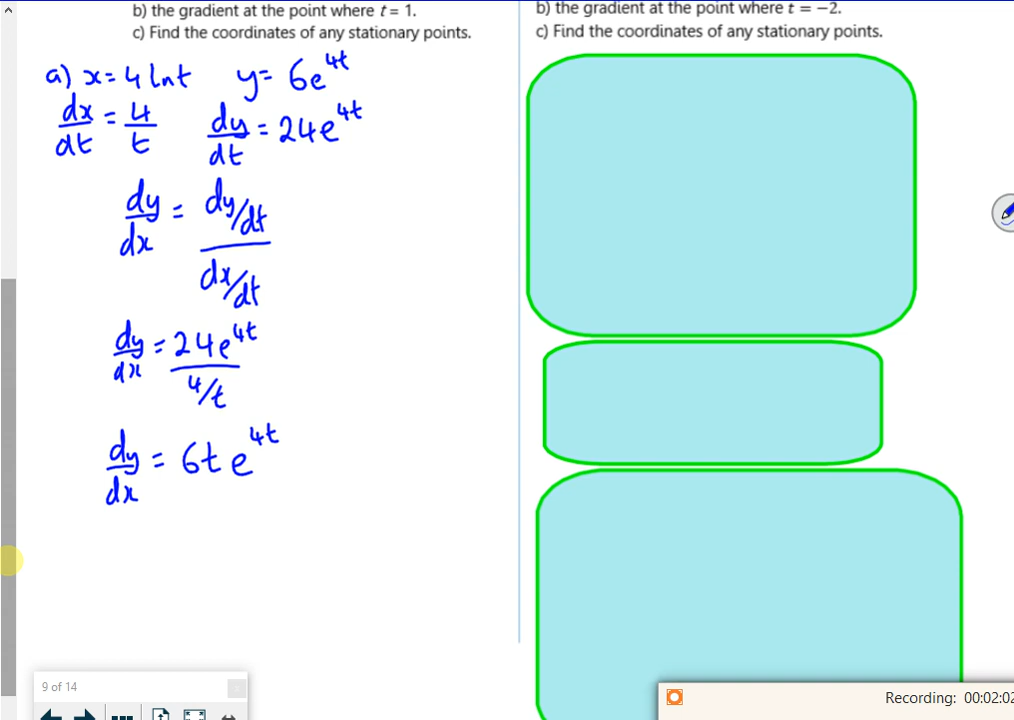 b) the gradient at the point where t = 1.
c) Find the coordinates of any stationary points.
a) x = 4 ln t    y = 6e^{4t}
dx/dt = 4/t    dy/dt = 24e^{4t}
dy/dx = (dy/dt)/(dx/dt)
dy/dx = 24e^{4t}/(4/t)
dy/dx = 6t e^{4t}
b) the gradient at the point where t = −2.
c) Find the coordinates of any stationary points.
9 of 14
Recording: 00:02:02